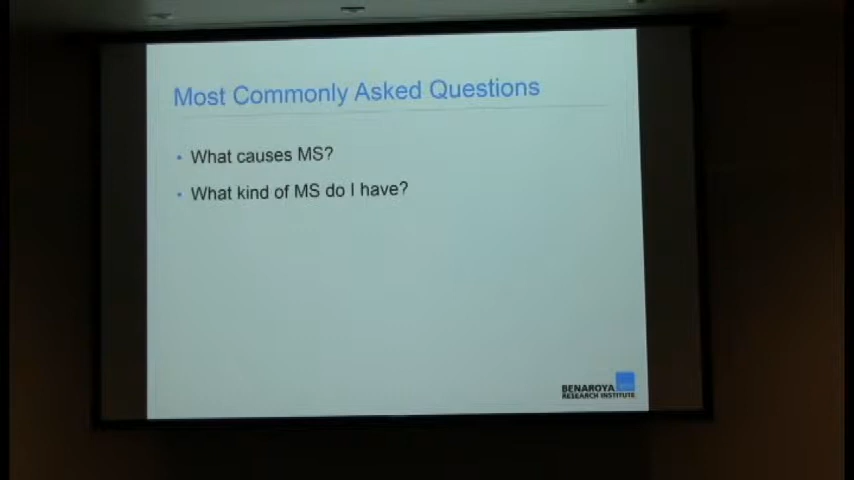 Most Commonly Asked Questions
• What causes MS?
• What kind of MS do I have?
BENAROYA
RESEARCH INSTITUTE